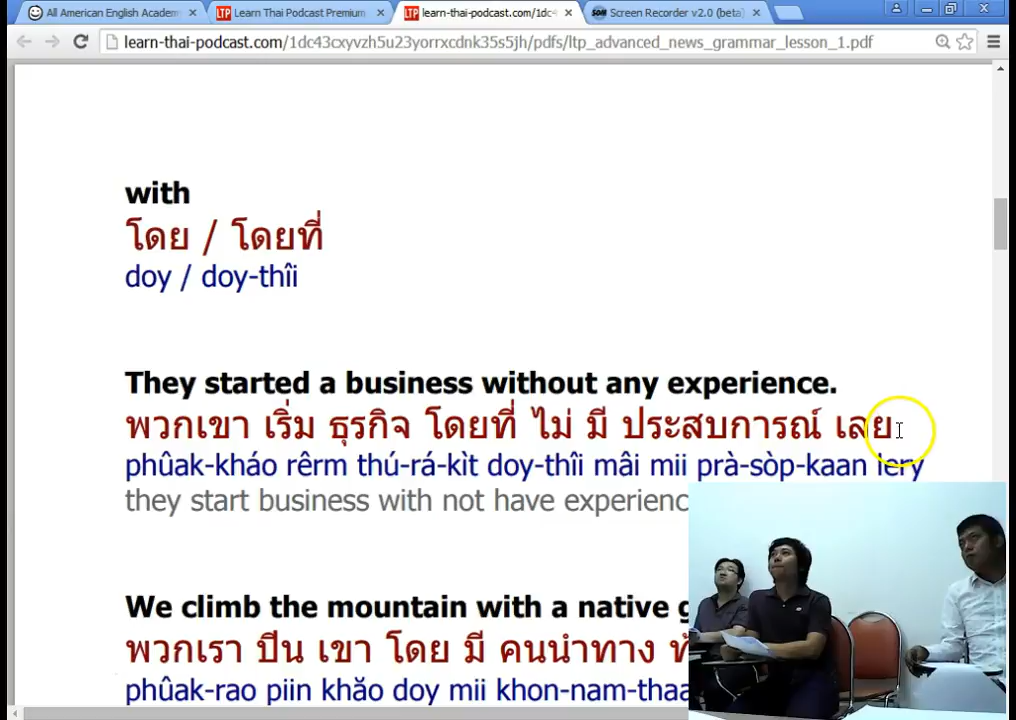 All American English Academ
Learn Thai Podcast Premium
learn-thai-podcast.com/1dc
Screen Recorder v2.0 (beta)
learn-thai-podcast.com/1dc43cxyvzh5u23yorrxcdnk35s5jh/pdfs/ltp_advanced_news_grammar_lesson_1.pdf
with
โดย / โดยที่
doy / doy-thîi
They started a business without any experience.
พวกเขา เริ่ม ธุรกิจ โดยที่ ไม่ มี ประสบการณ์ เลย
phûak-kháo rêrm thú-rá-kìt doy-thîi mâi mii prà-sòp-kaan lery
they start business with not have experienc
We climb the mountain with a native g
พวกเรา ปีน เขา โดย มี คนนำทาง
phûak-rao piin khăo doy mii khon-nam-thaa